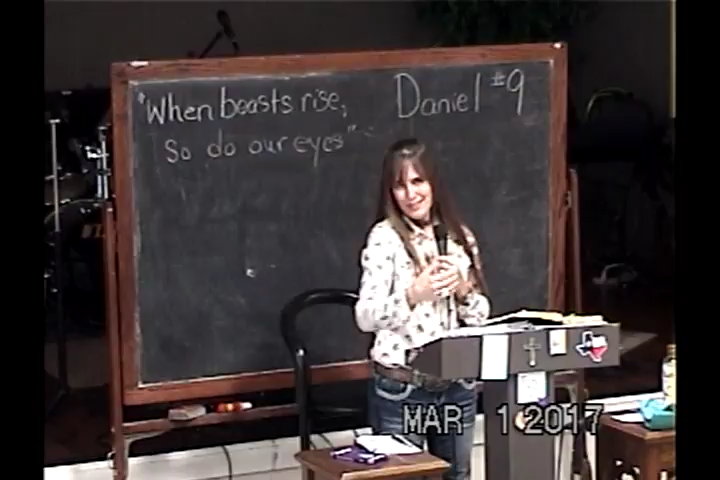 "When beasts rise,
So do our eyes"
Daniel #9
MAR 1 2017